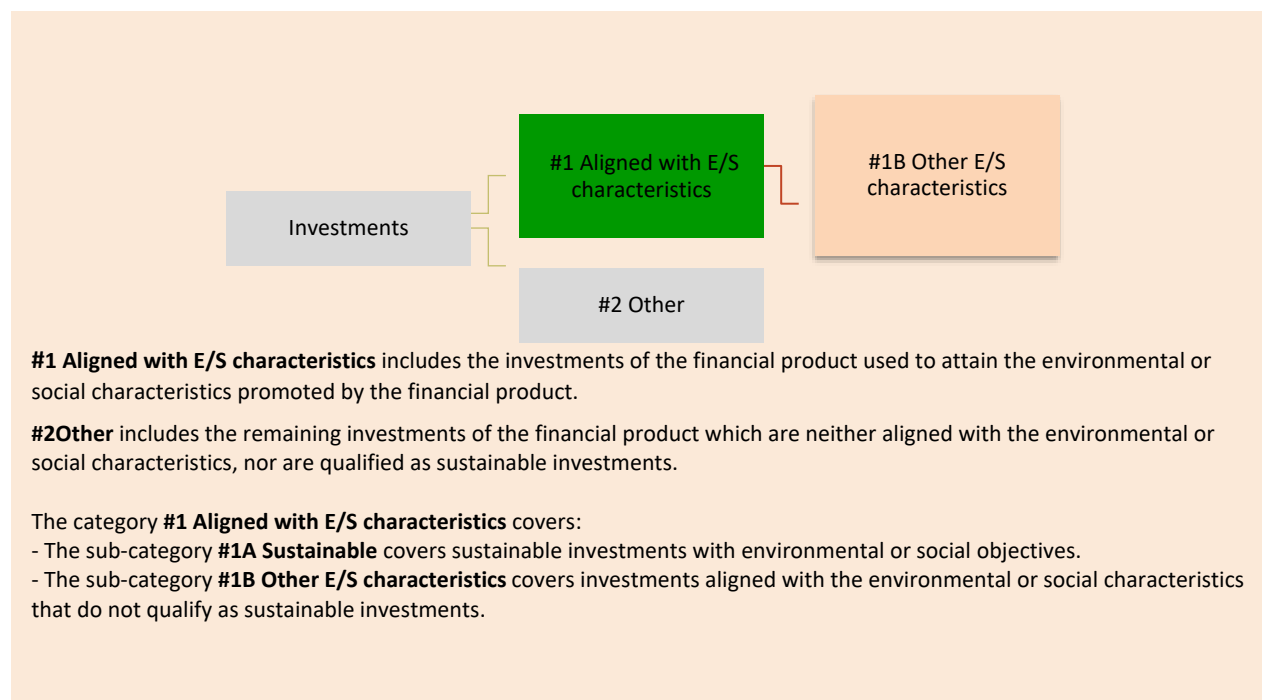 #1 Aligned with E/S
characteristics
#1B Other E/S
characteristics
Investments
#2 Other
#1 Aligned with E/S characteristics includes the investments of the financial product used to attain the environmental or
social characteristics promoted by the financial product.
#2Other includes the remaining investments of the financial product which are neither aligned with the environmental or
social characteristics, nor are qualified as sustainable investments.
The category #1 Aligned with E/S characteristics covers:
- The sub-category #1A Sustainable covers sustainable investments with environmental or social objectives.
- The sub-category #1B Other E/S characteristics covers investments aligned with the environmental or social characteristics
that do not qualify as sustainable investments.